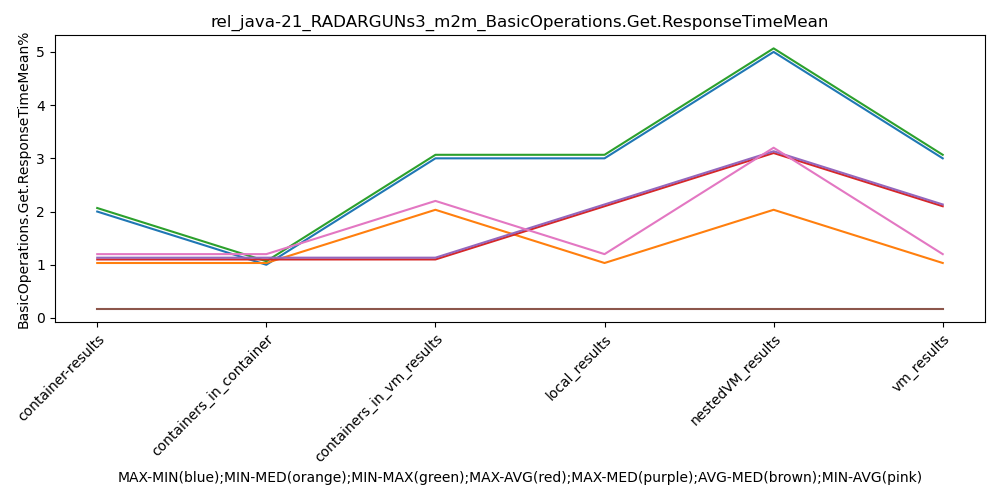 rel_java-21_RADARGUNs3_m2m_BasicOperations.Get.ResponseTimeMean
BasicOperations.Get.ResponseTimeMean%
5
4
3
2
1
0
container-results
containers_in_container
containers_in_vm_results
local_results
nestedVM_results
vm_results
MAX-MIN(blue);MIN-MED(orange);MIN-MAX(green);MAX-AVG(red);MAX-MED(purple);AVG-MED(brown);MIN-AVG(pink)